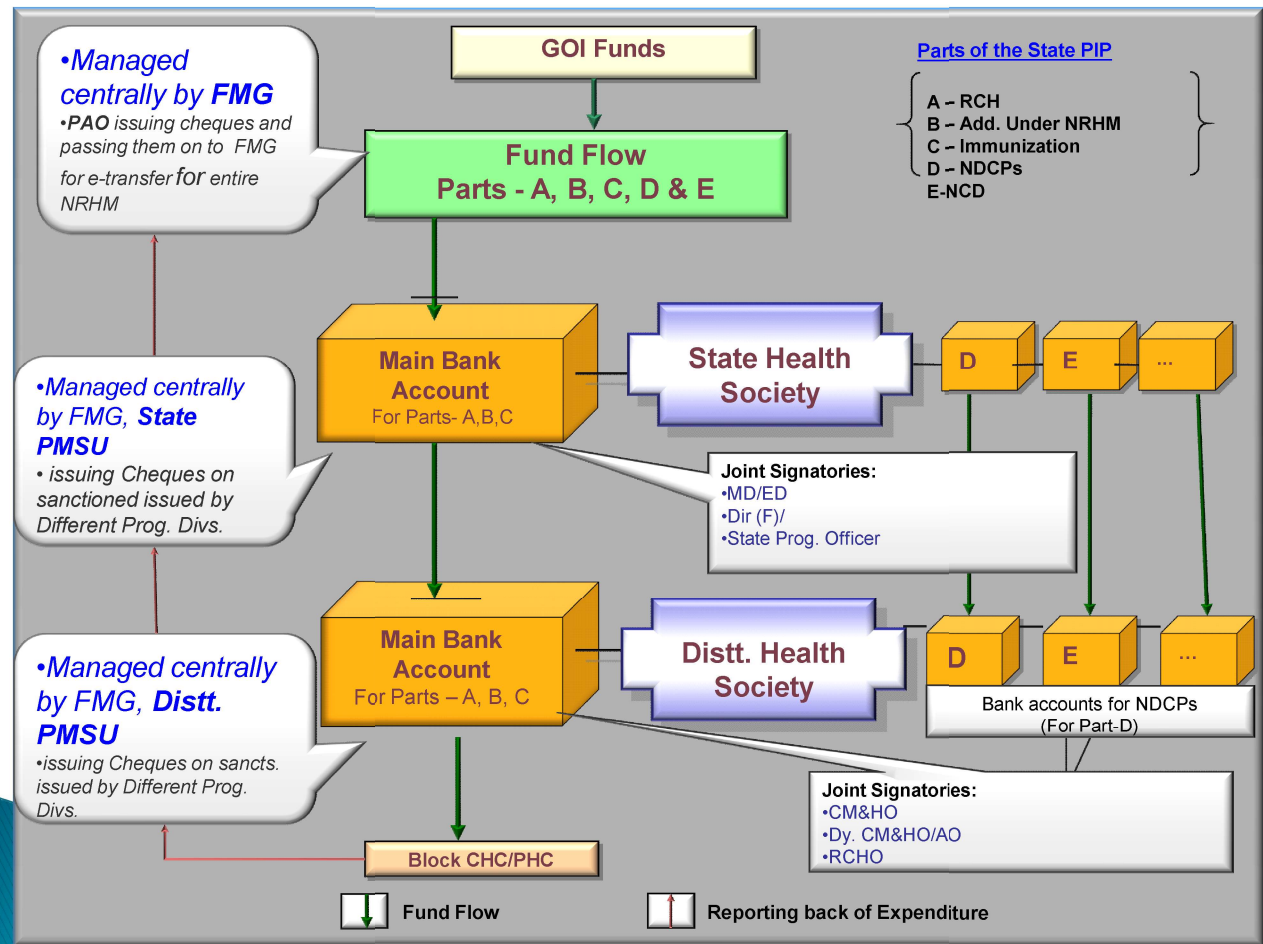 •Managed
centrally by FMG
•PAO issuing cheques and
passing them on to FMG
for e-transfer for entire
NRHM
GOI Funds
Parts of the State PIP
A – RCH
B – Add. Under NRHM
C – Immunization
D – NDCPs
E-NCD
Fund Flow
Parts - A, B, C, D & E
Main Bank
Account
For Parts- A,B,C
State Health
Society
D
E
...
•Managed centrally
by FMG, State
PMSU
• issuing Cheques on
sanctioned issued by
Different Prog. Divs.
Joint Signatories:
•MD/ED
•Dir (F)/
•State Prog. Officer
Main Bank
Account
For Parts – A, B, C
Distt. Health
Society
D
E
...
Bank accounts for NDCPs
(For Part-D)
•Managed centrally
by FMG, Distt.
PMSU
•issuing Cheques on sancts.
issued by Different Prog.
Divs.
Joint Signatories:
•CM&HO
•Dy. CM&HO/AO
•RCHO
Block CHC/PHC
Fund Flow
Reporting back of Expenditure